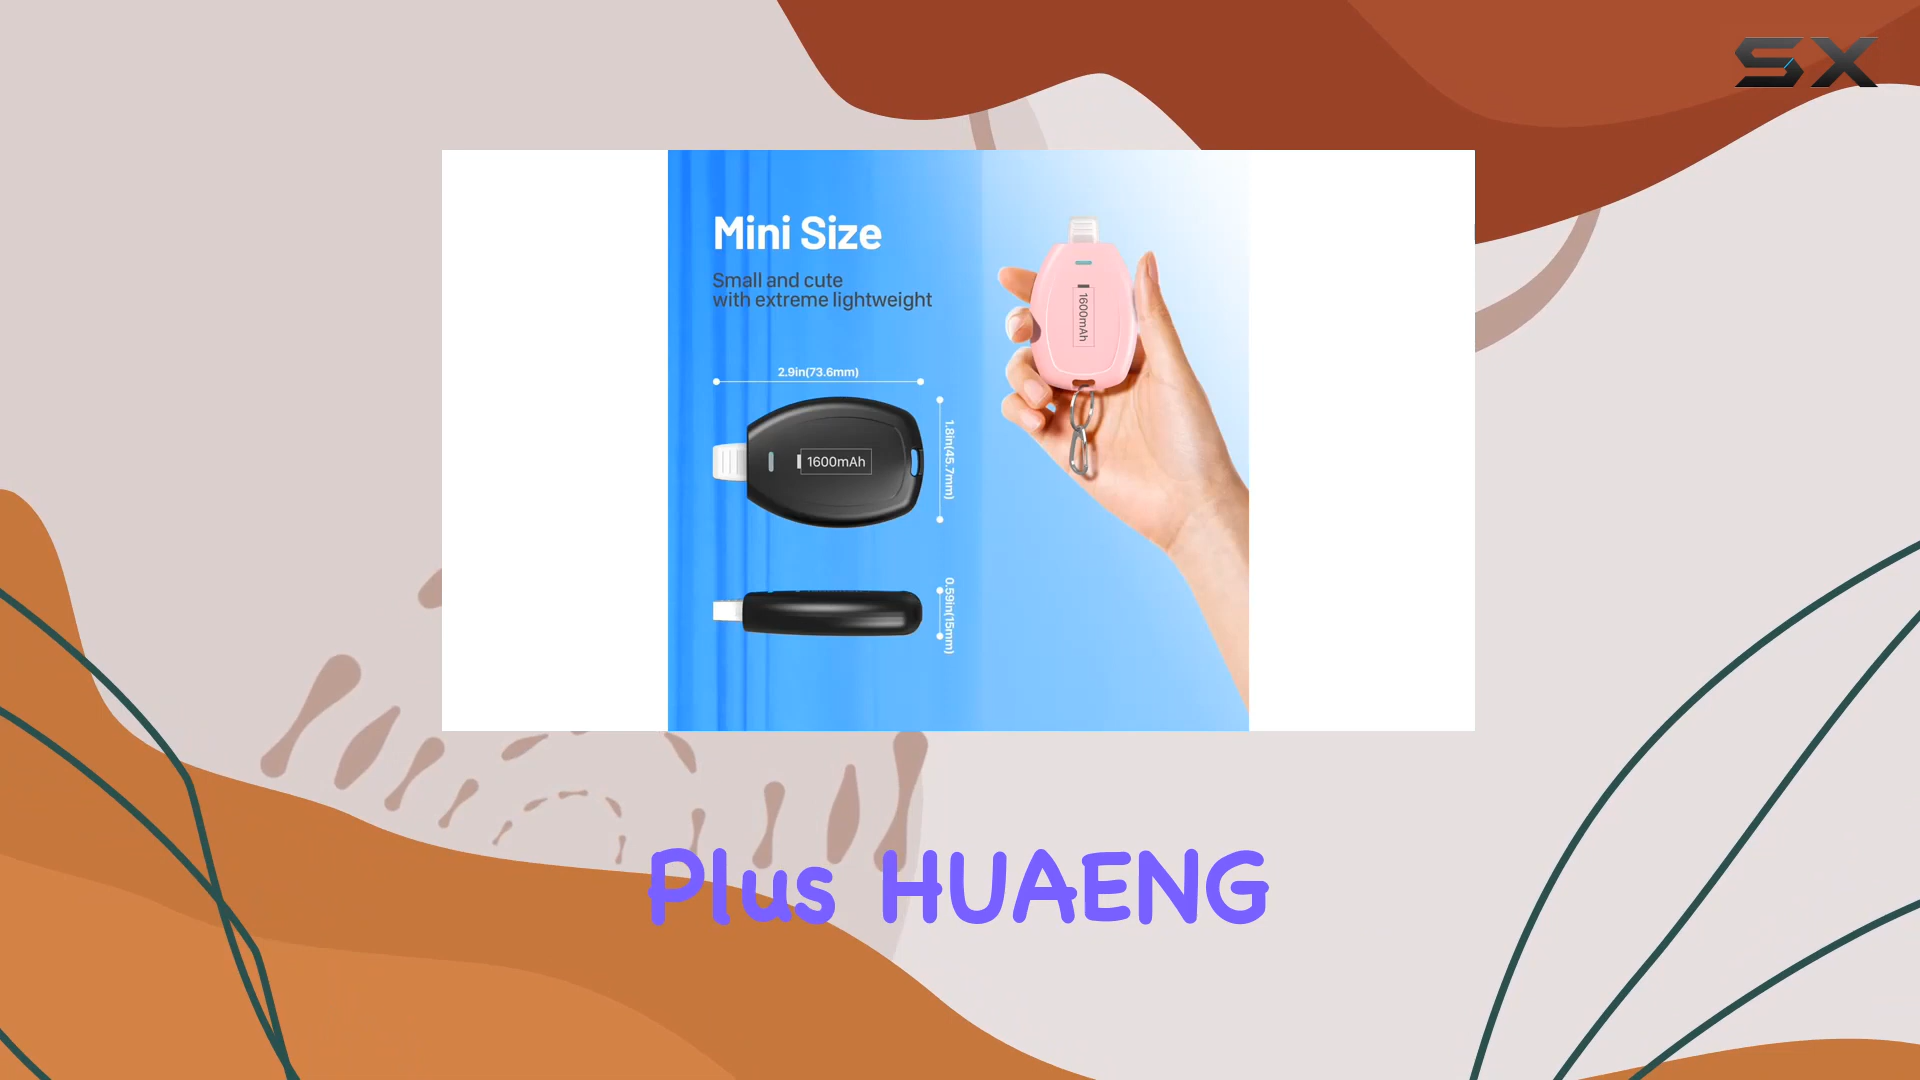 SX
Mini Size
Small and cute
with extreme lightweight
2.9in(73.6mm)
1600mAh
1.8in(45.7mm)
1600mAh
0.59in(15mm)
Plus HUAENG